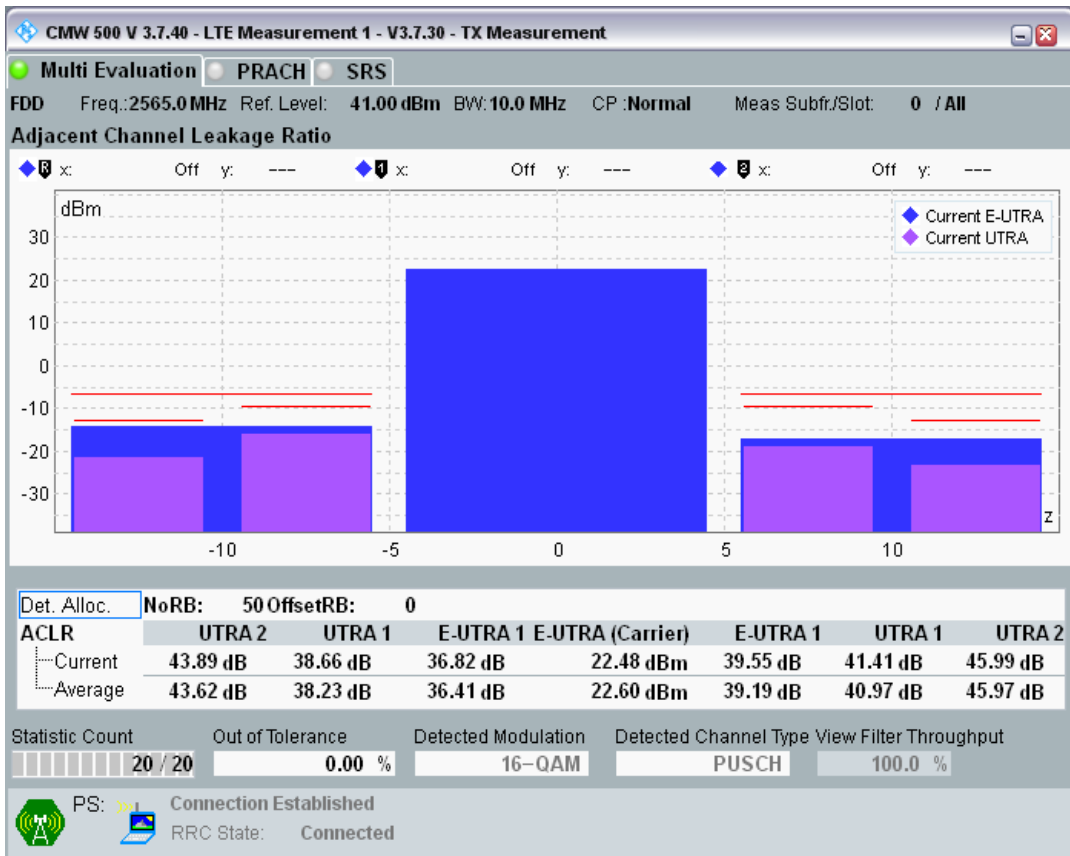 CMW 500 V 3.7.40 - LTE Measurement 1 - V3.7.30 - TX Measurement
Multi Evaluation PRACH SRS
FDD Freq.:2565.0 MHz Ref. Level: 41.00 dBm BW:10.0 MHz CP :Normal Meas Subfr./Slot: 0 / All
Adjacent Channel Leakage Ratio
R x: Off y: --- 1 x: Off y: --- 2 x: Off y: ---
dBm
Current E-UTRA
Current UTRA
30
20
10
0
-10
-20
-30
z
-10 -5 0 5 10
Det. Alloc. NoRB: 50 OffsetRB: 0
ACLR UTRA 2 UTRA 1 E-UTRA 1 E-UTRA (Carrier) E-UTRA 1 UTRA 1 UTRA 2
Current 43.89 dB 38.66 dB 36.82 dB 22.48 dBm 39.55 dB 41.41 dB 45.99 dB
Average 43.62 dB 38.23 dB 36.41 dB 22.60 dBm 39.19 dB 40.97 dB 45.97 dB
Statistic Count Out of Tolerance Detected Modulation Detected Channel Type View Filter Throughput
20 / 20 0.00 % 16-QAM PUSCH 100.0 %
PS: Connection Established
RRC State: Connected